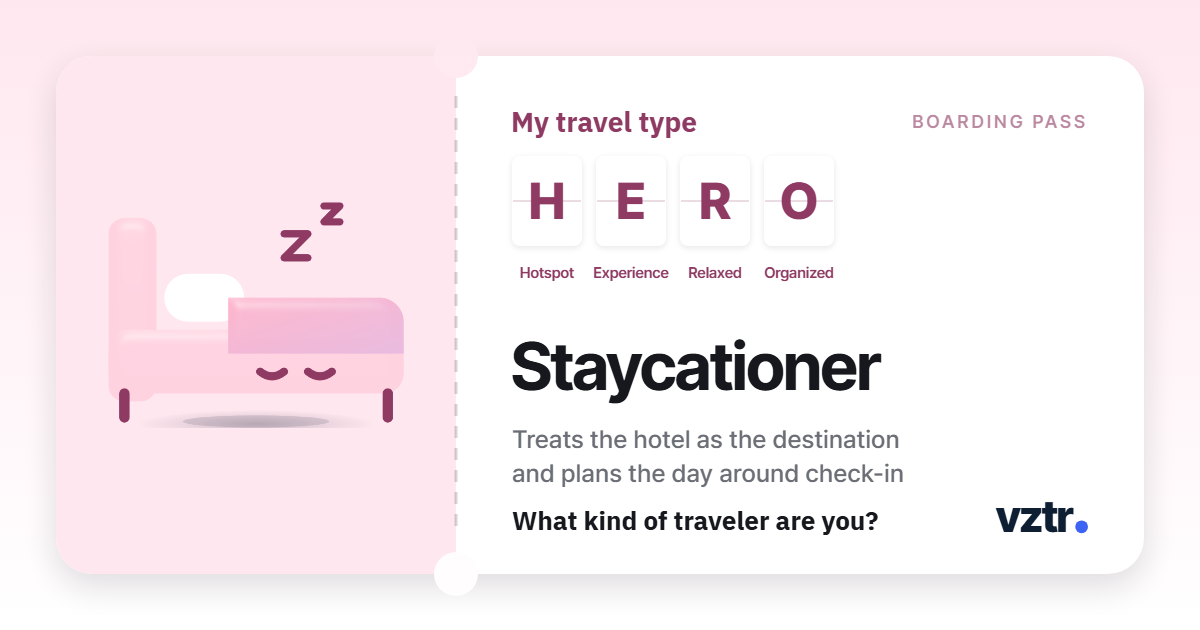 My travel type
BOARDING PASS
H E R O
Hotspot Experience Relaxed Organized
z
z
Staycationer
Treats the hotel as the destination
and plans the day around check-in
What kind of traveler are you?
vztr.